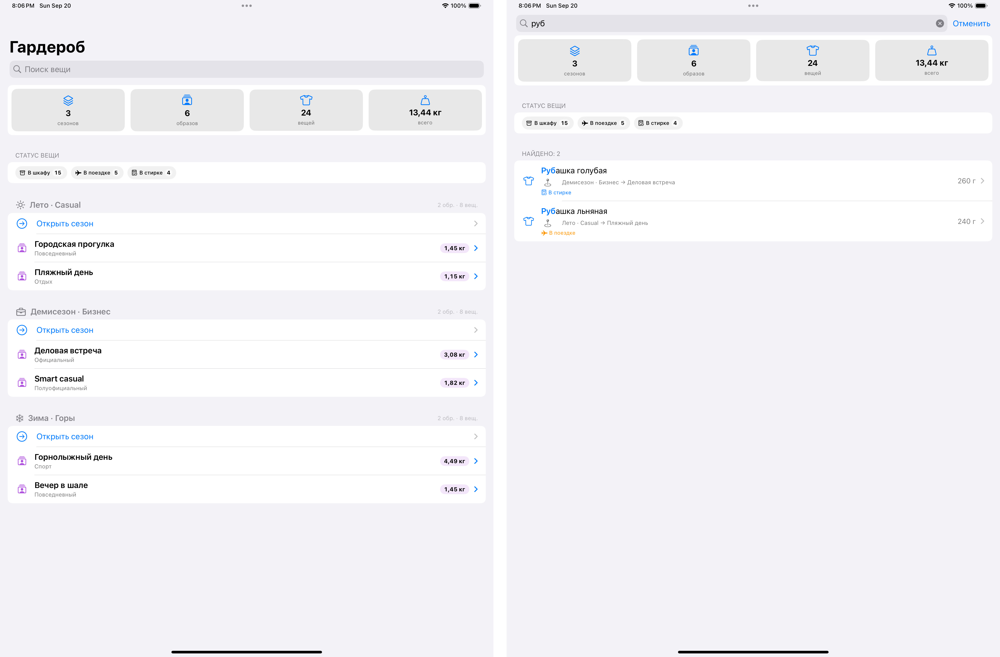 8:06 PM Sun Sep 20
100%
Гардероб
Поиск вещи
3
сезонов
6
образов
24
вещей
13,44 кг
всего
СТАТУС ВЕЩИ
В шкафу 15
В поездке 5
В стирке 4
Лето · Casual
2 обр. · 8 вещ.
Открыть сезон
Городская прогулка
Повседневный
1,45 кг
Пляжный день
Отдых
1,15 кг
Демисезон · Бизнес
2 обр. · 8 вещ.
Открыть сезон
Деловая встреча
Официальный
3,08 кг
Smart casual
Полуофициальный
1,82 кг
Зима · Горы
2 обр. · 8 вещ.
Открыть сезон
Горнолыжный день
Спорт
4,49 кг
Вечер в шале
Повседневный
1,45 кг
8:06 PM Sun Sep 20
100%
руб
Отменить
3
сезонов
6
образов
24
вещей
13,44 кг
всего
СТАТУС ВЕЩИ
В шкафу 15
В поездке 5
В стирке 4
НАЙДЕНО: 2
Рубашка голубая
Демисезон · Бизнес → Деловая встреча
В стирке
260 г
Рубашка льняная
Лето · Casual → Пляжный день
В поездке
240 г